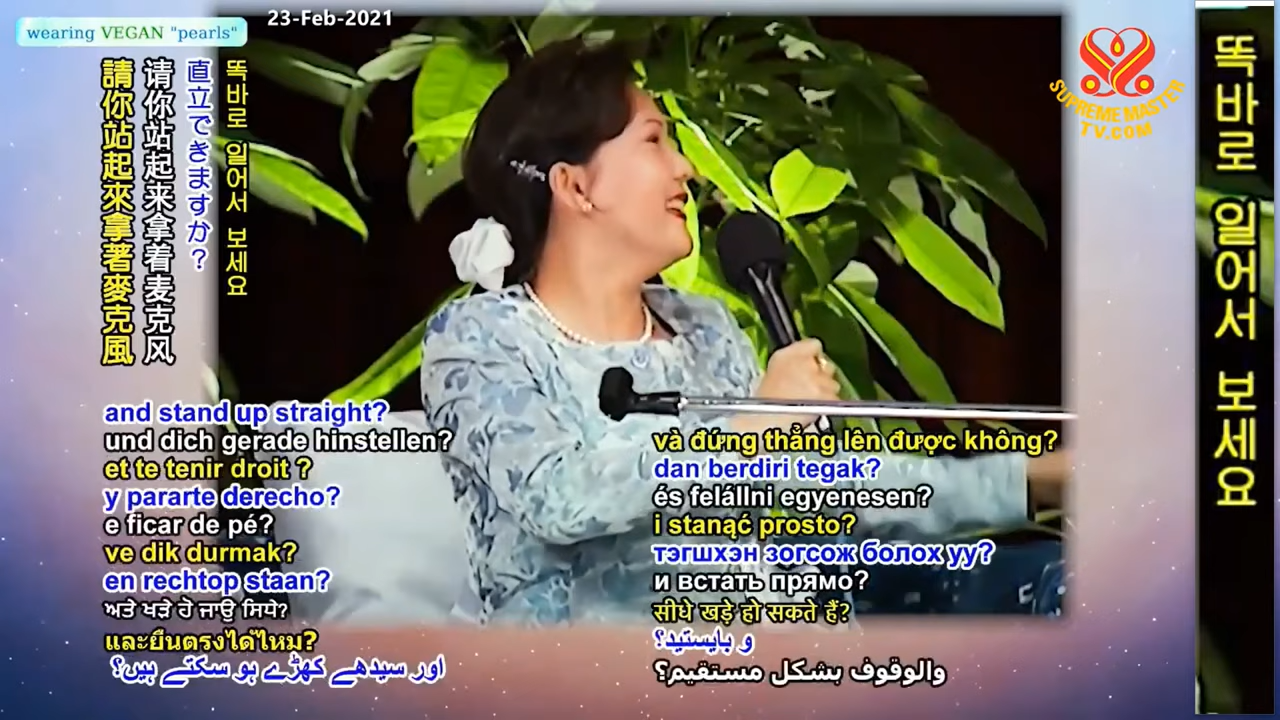 wearing VEGAN "pearls"
23-Feb-2021
SUPREME MASTER
TV.COM
똑바로 일어서 보세요
直立できますか？
请你站起来拿着麦克风
請你站起來拿著麥克風
and stand up straight?
und dich gerade hinstellen?
et te tenir droit ?
y pararte derecho?
e ficar de pé?
ve dik durmak?
en rechtop staan?
ਅਤੇ ਖੜੇ ਹੋ ਜਾਉ ਸਿਧੇ?
และยืนตรงได้ไหม?
اور سیدھے کھڑے ہو سکتے ہیں؟
và đứng thẳng lên được không?
dan berdiri tegak?
és felállni egyenesen?
i stanąć prosto?
тэгшхэн зогсож болох уу?
и встать прямо?
सीधे खड़े हो सकते हैं?
و بایستید؟
والوقوف بشكل مستقيم؟
똑바로 일어서 보세요